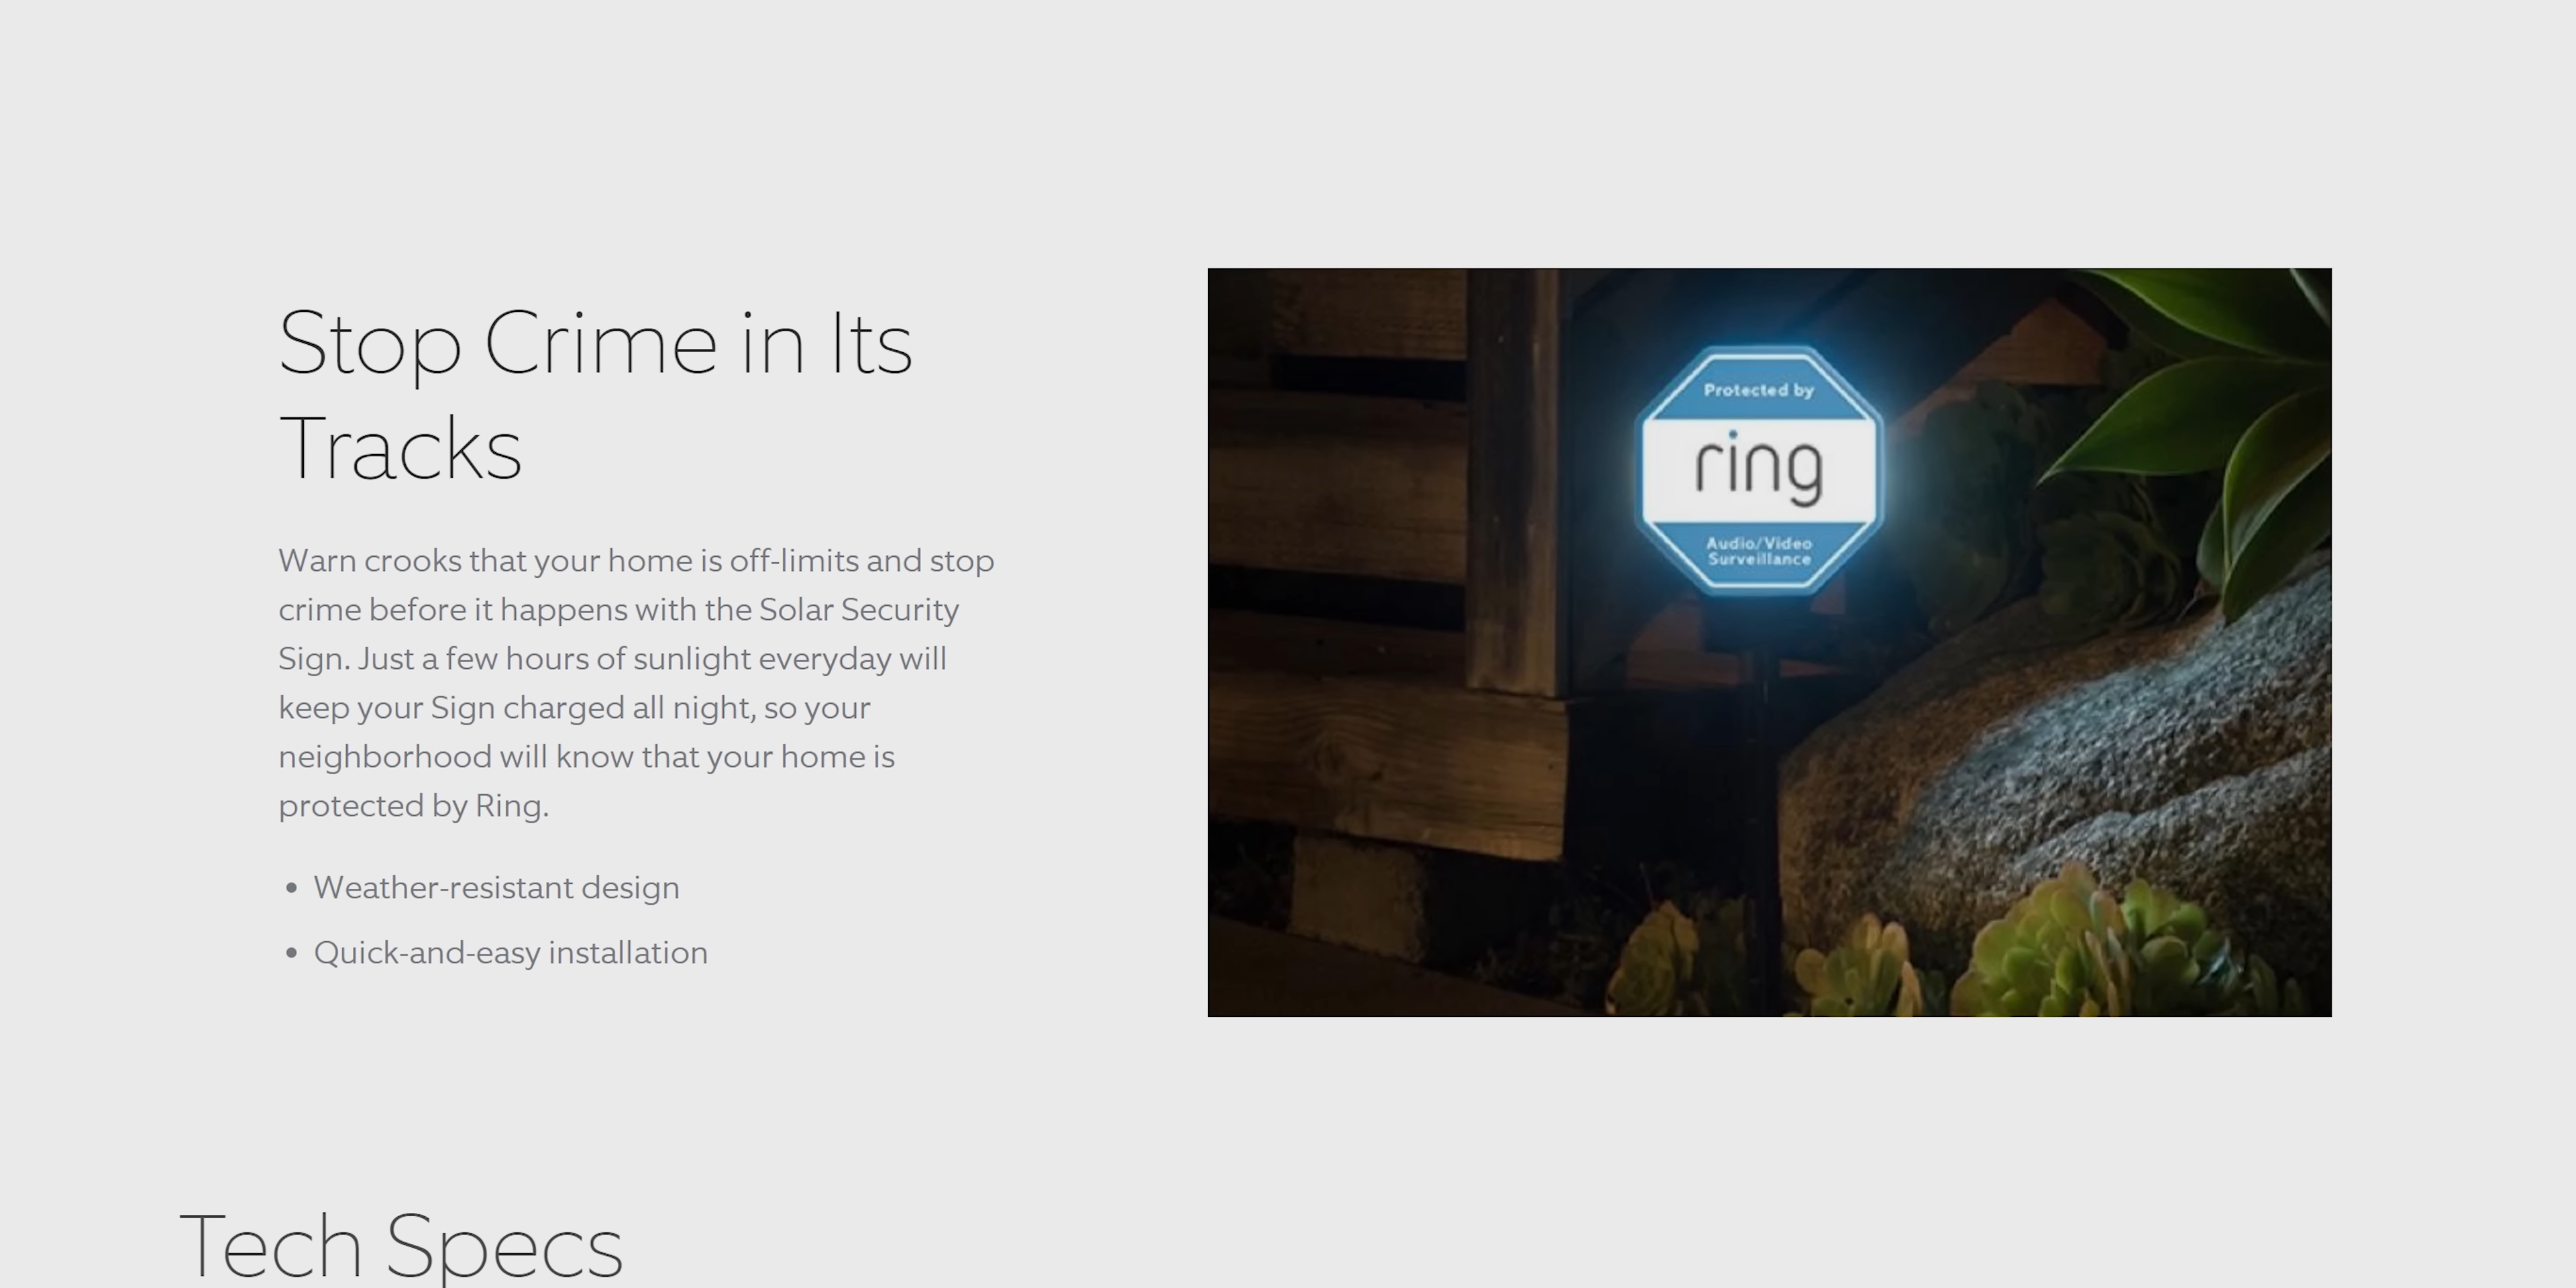 Stop Crime in Its
Tracks
Warn crooks that your home is off-limits and stop
crime before it happens with the Solar Security
Sign. Just a few hours of sunlight everyday will
keep your Sign charged all night, so your
neighborhood will know that your home is
protected by Ring.
• Weather-resistant design
• Quick-and-easy installation
Protected by
ring
Audio/Video
Surveillance
Tech Specs